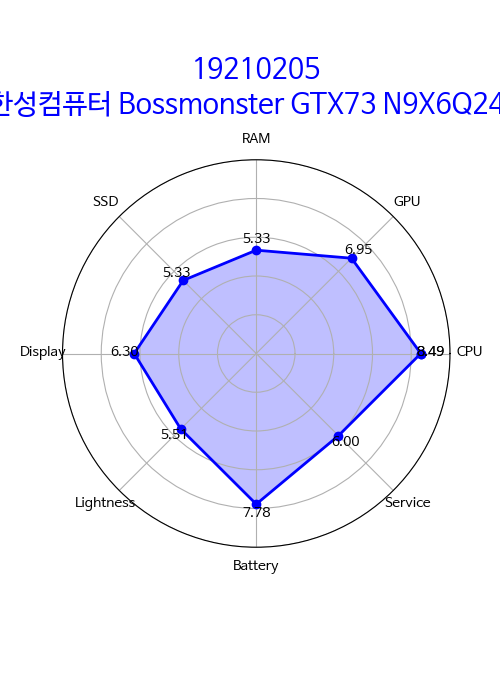 19210205
한성컴퓨터 Bossmonster GTX73 N9X6Q24
RAM
SSD
GPU
5.33
6.95
5.33
Display
6.30
8.49
CPU
5.51
6.00
Lightness
Service
7.78
Battery